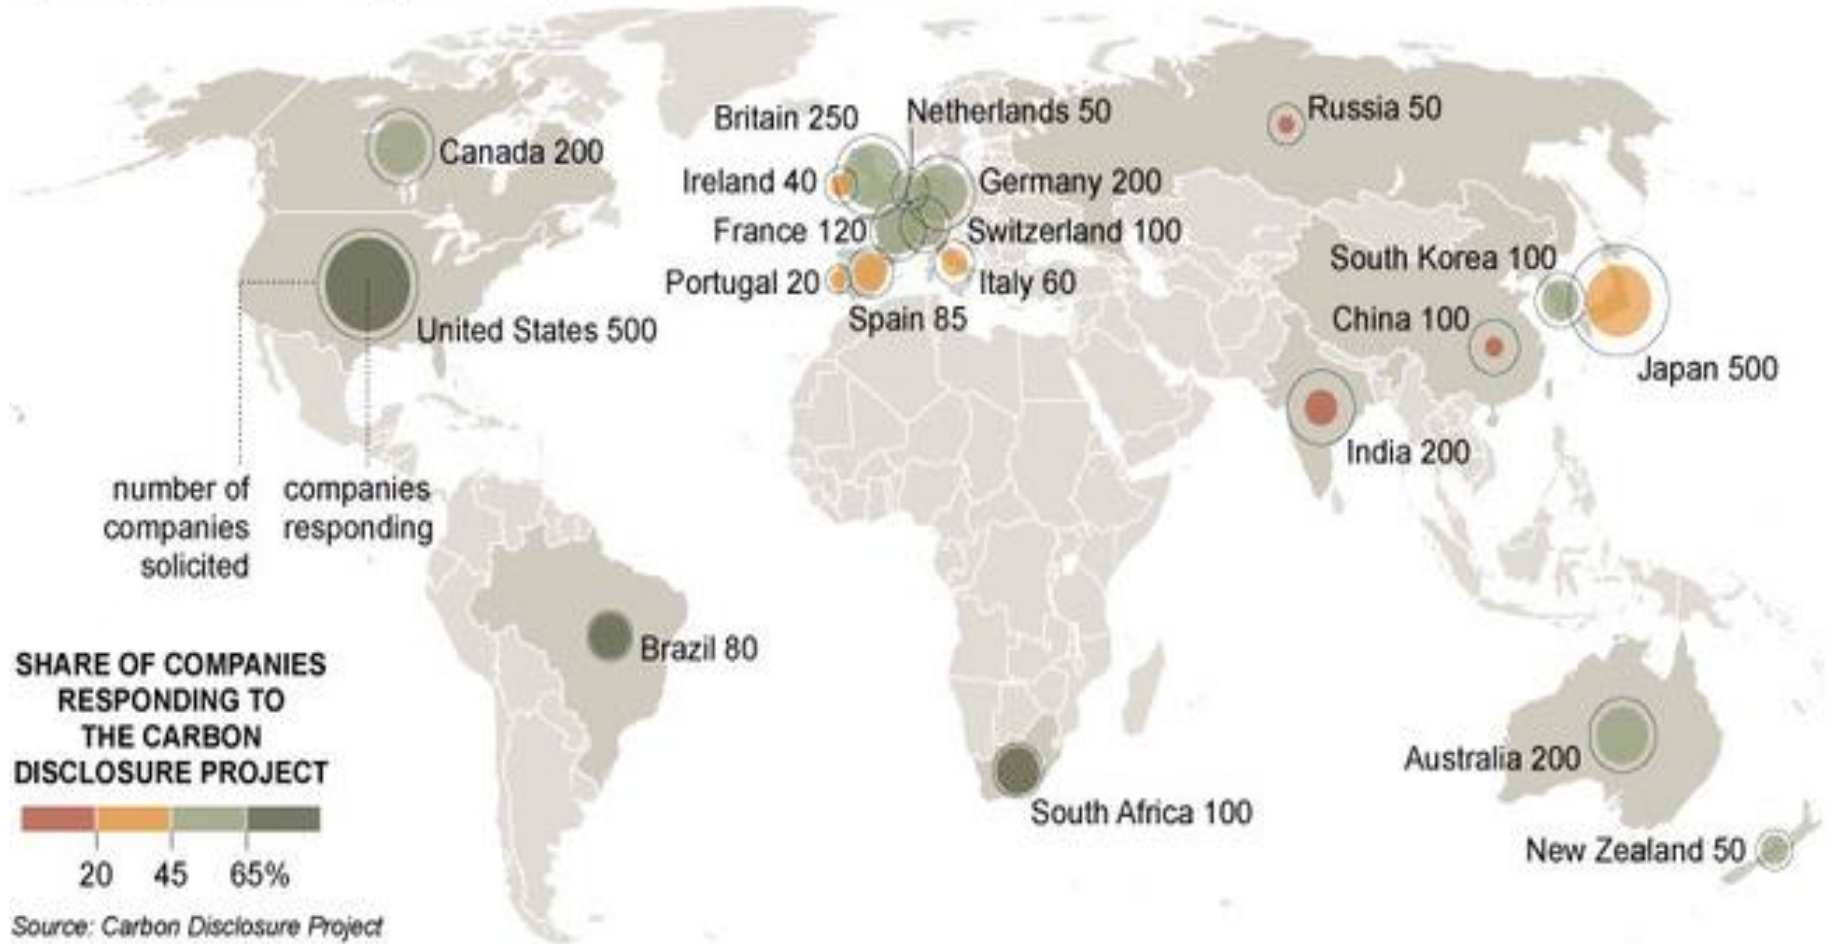 Britain 250
Netherlands 50
Russia 50
Canada 200
Ireland 40
Germany 200
France 120
Switzerland 100
South Korea 100
Portugal 20
Italy 60
Spain 85
China 100
United States 500
Japan 500
India 200
number of
companies
solicited
companies
responding
Brazil 80
SHARE OF COMPANIES
RESPONDING TO
THE CARBON
DISCLOSURE PROJECT
20 45 65%
Australia 200
South Africa 100
New Zealand 50
Source: Carbon Disclosure Project